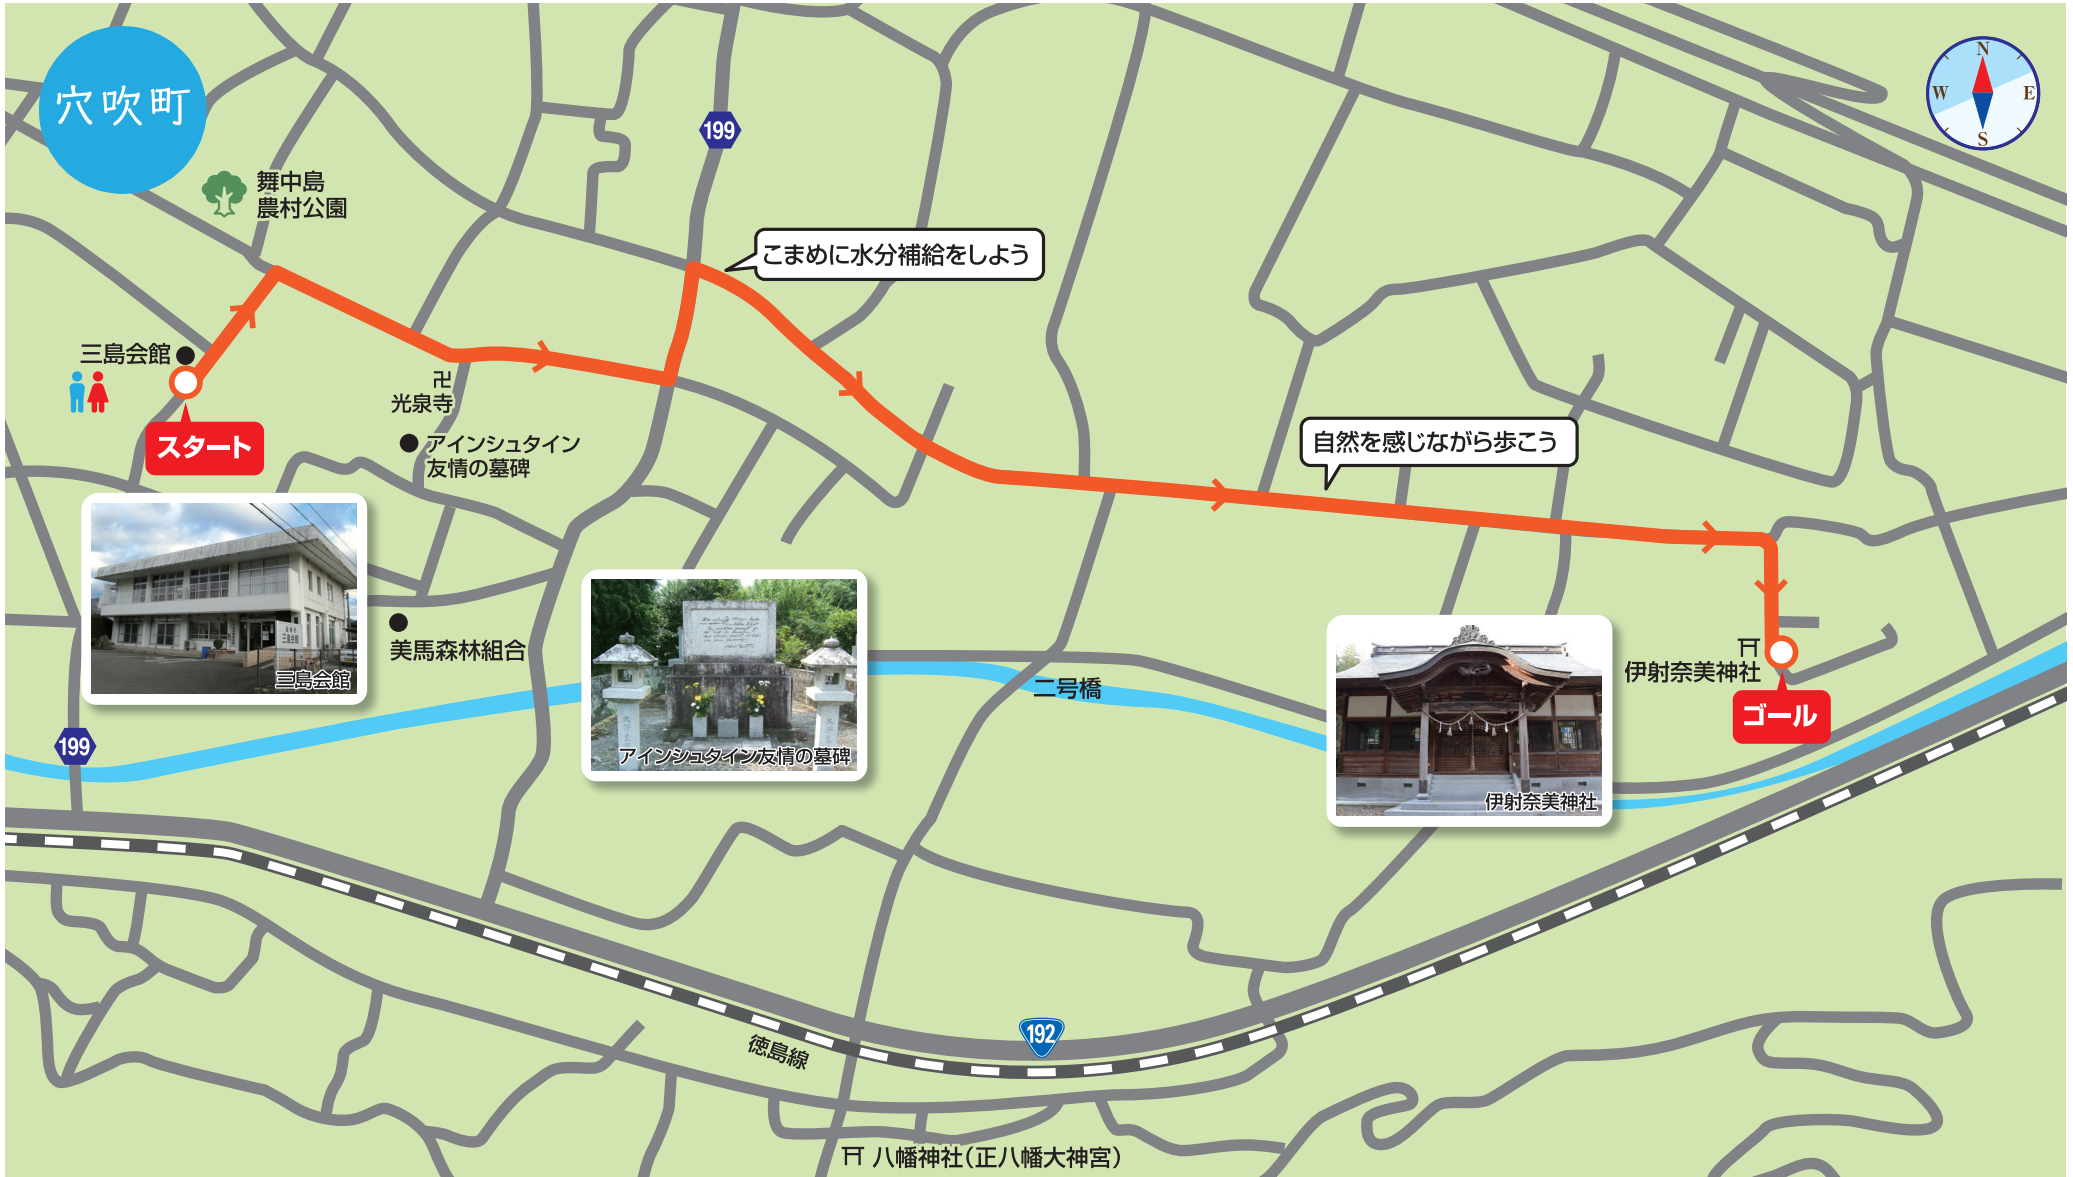 穴吹町
N
W
E
S
199
舞中島
農村公園
こまめに水分補給をしよう
三島会館
光泉寺
スタート
アインシュタイン
友情の墓碑
自然を感じながら歩こう
三島会館
美馬森林組合
アインシュタイン友情の墓碑
二号橋
伊射奈美神社
ゴール
199
伊射奈美神社
192
徳島線
八幡神社(正八幡大神宮)